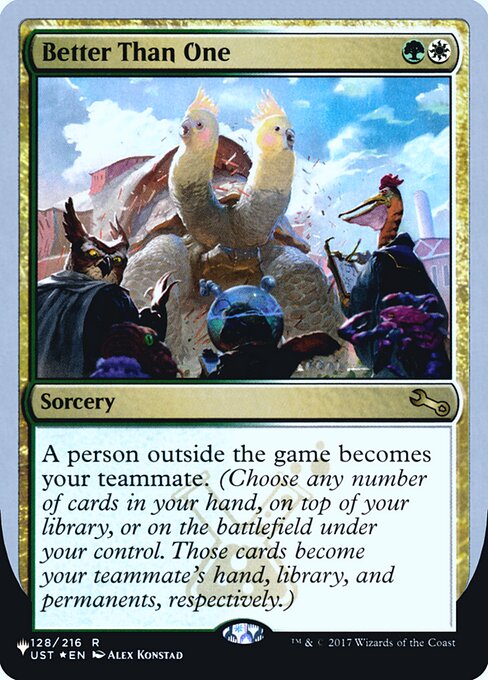 Better Than One
Sorcery
A person outside the game becomes
your teammate. (Choose any number
of cards in your hand, on top of your
library, or on the battlefield under
your control. Those cards become
your teammate's hand, library, and
permanents, respectively.)
128/216 R
UST ★ EN Alex Konstad
™ & © 2017 Wizards of the Coast